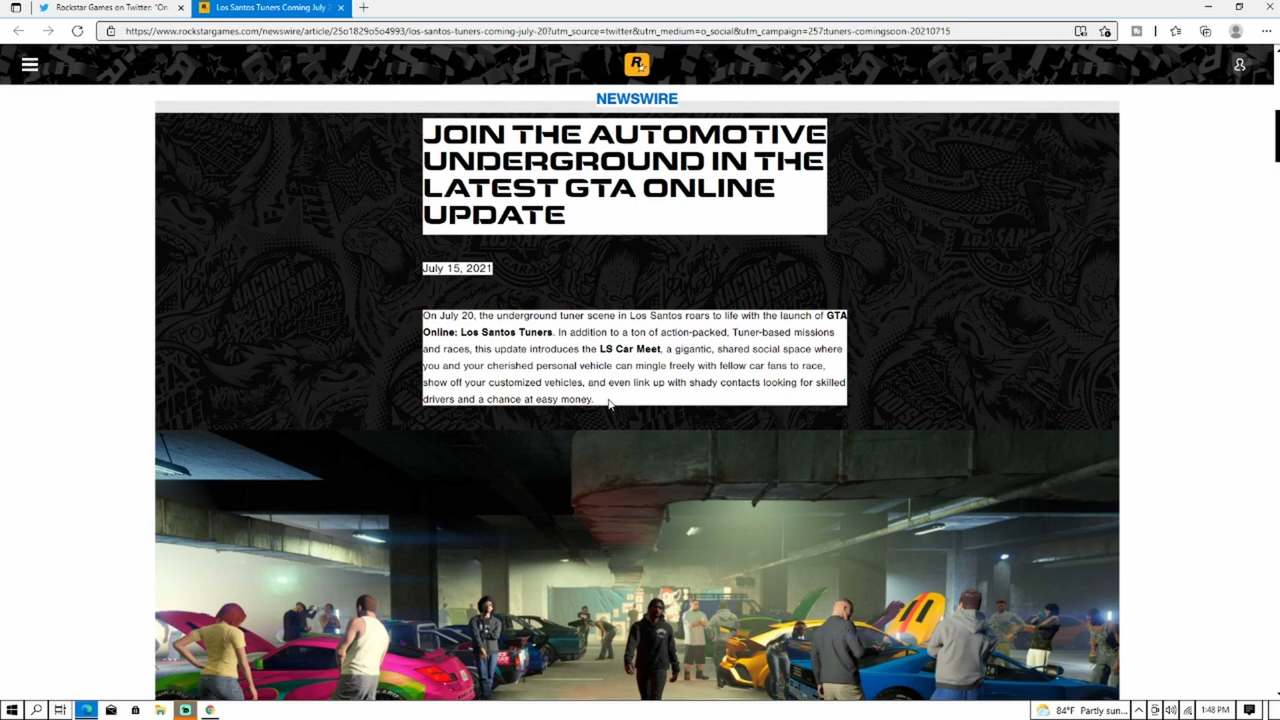 Rockstar Games on Twitter: "On
Los Santos Tuners Coming July 2
https://www.rockstargames.com/newswire/article/25o1829o5o4993/los-santos-tuners-coming-july-20?utm_source=twitter&utm_medium=o_social&utm_campaign=257:tuners-comingsoon-20210715
NEWSWIRE
JOIN THE AUTOMOTIVE
UNDERGROUND IN THE
LATEST GTA ONLINE
UPDATE
July 15, 2021
On July 20, the underground tuner scene in Los Santos roars to life with the launch of GTA
Online: Los Santos Tuners. In addition to a ton of action-packed, Tuner-based missions
and races, this update introduces the LS Car Meet, a gigantic, shared social space where
you and your cherished personal vehicle can mingle freely with fellow car fans to race,
show off your customized vehicles, and even link up with shady contacts looking for skilled
drivers and a chance at easy money.
84°F Partly sun...
1:48 PM